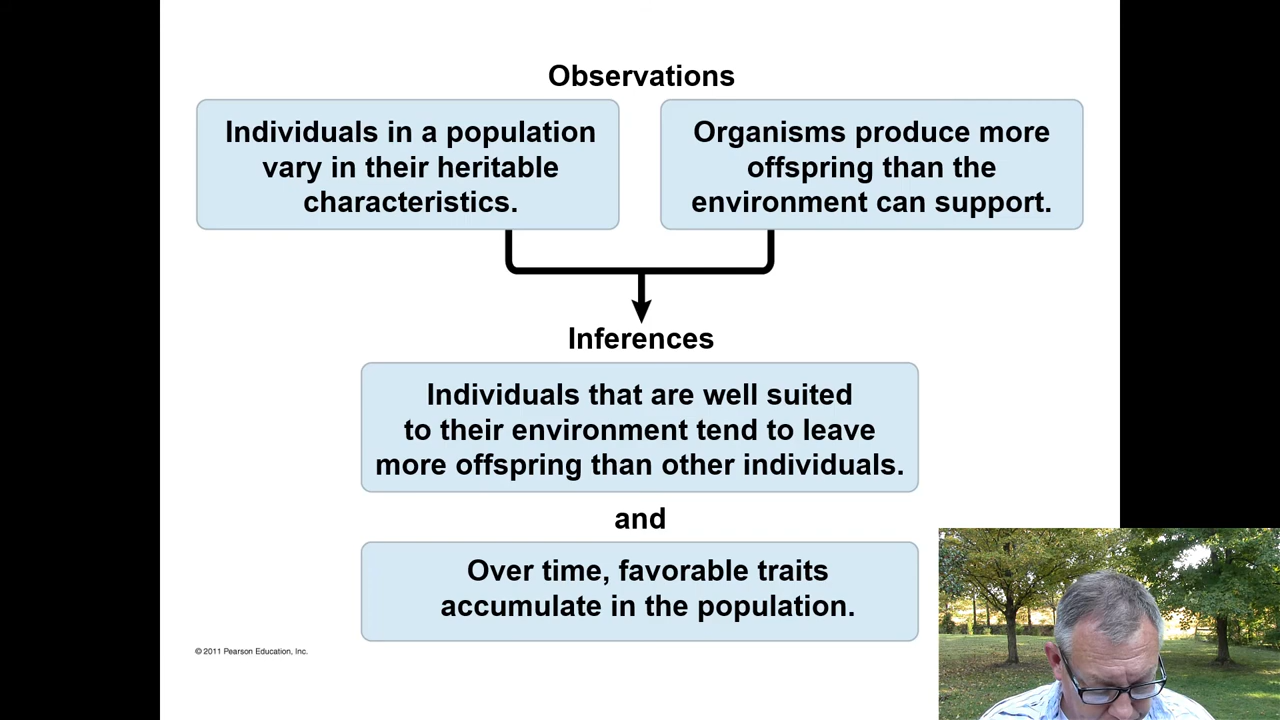 Observations
Individuals in a population
vary in their heritable
characteristics.
Organisms produce more
offspring than the
environment can support.
Inferences
Individuals that are well suited
to their environment tend to leave
more offspring than other individuals.
and
Over time, favorable traits
accumulate in the population.
© 2011 Pearson Education, Inc.